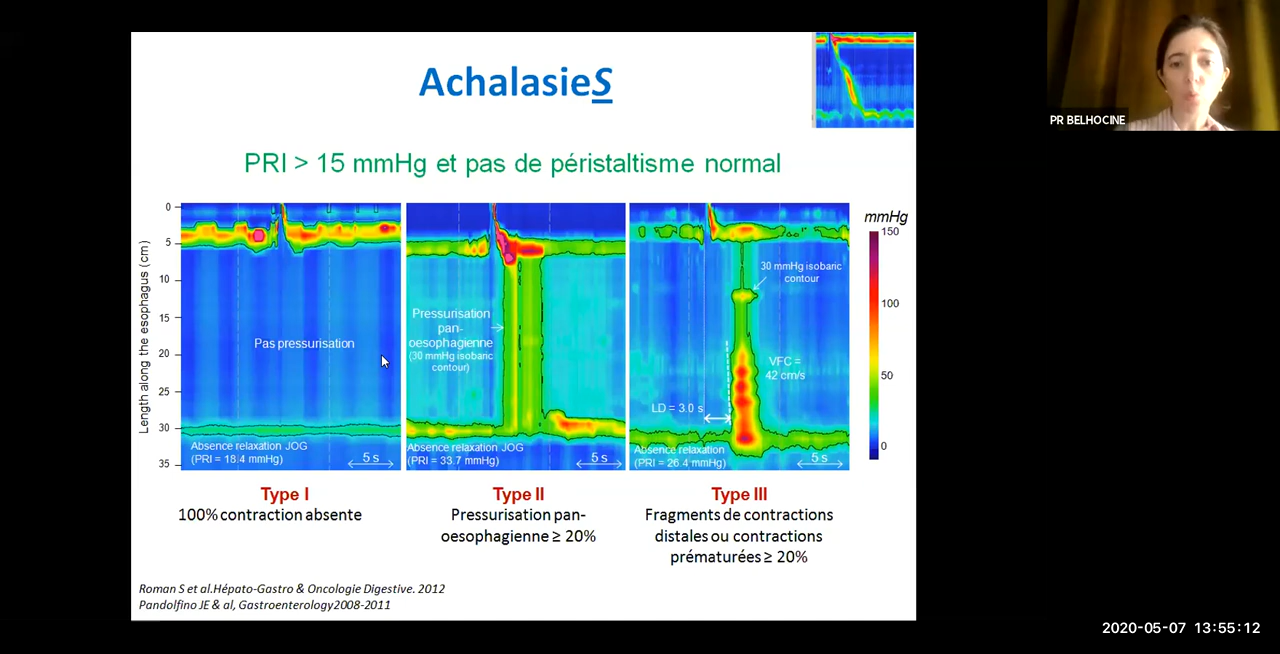 AchalasieS
PR BELHOCINE
PRI > 15 mmHg et pas de péristaltisme normal
Length along the esophagus (cm)
0
5
10
15
20
25
30
35
Pas pressurisation
Absence relaxation JOG
(PRI = 18.4 mmHg)
5 s
Pressurisation
pan-
oesophagienne
(30 mmHg isobaric
contour)
Absence relaxation JOG
(PRI = 33.7 mmHg)
5 s
30 mmHg isobaric
contour
VFC =
42 cm/s
LD = 3.0 s
Absence relaxation
(PRI = 26.4 mmHg)
5 s
mmHg
150
100
50
0
Type I
100% contraction absente
Type II
Pressurisation pan-
oesophagienne ≥ 20%
Type III
Fragments de contractions
distales ou contractions
prématurées ≥ 20%
Roman S et al.Hépato-Gastro & Oncologie Digestive. 2012
Pandolfino JE & al, Gastroenterology2008-2011
2020-05-07 13:55:12